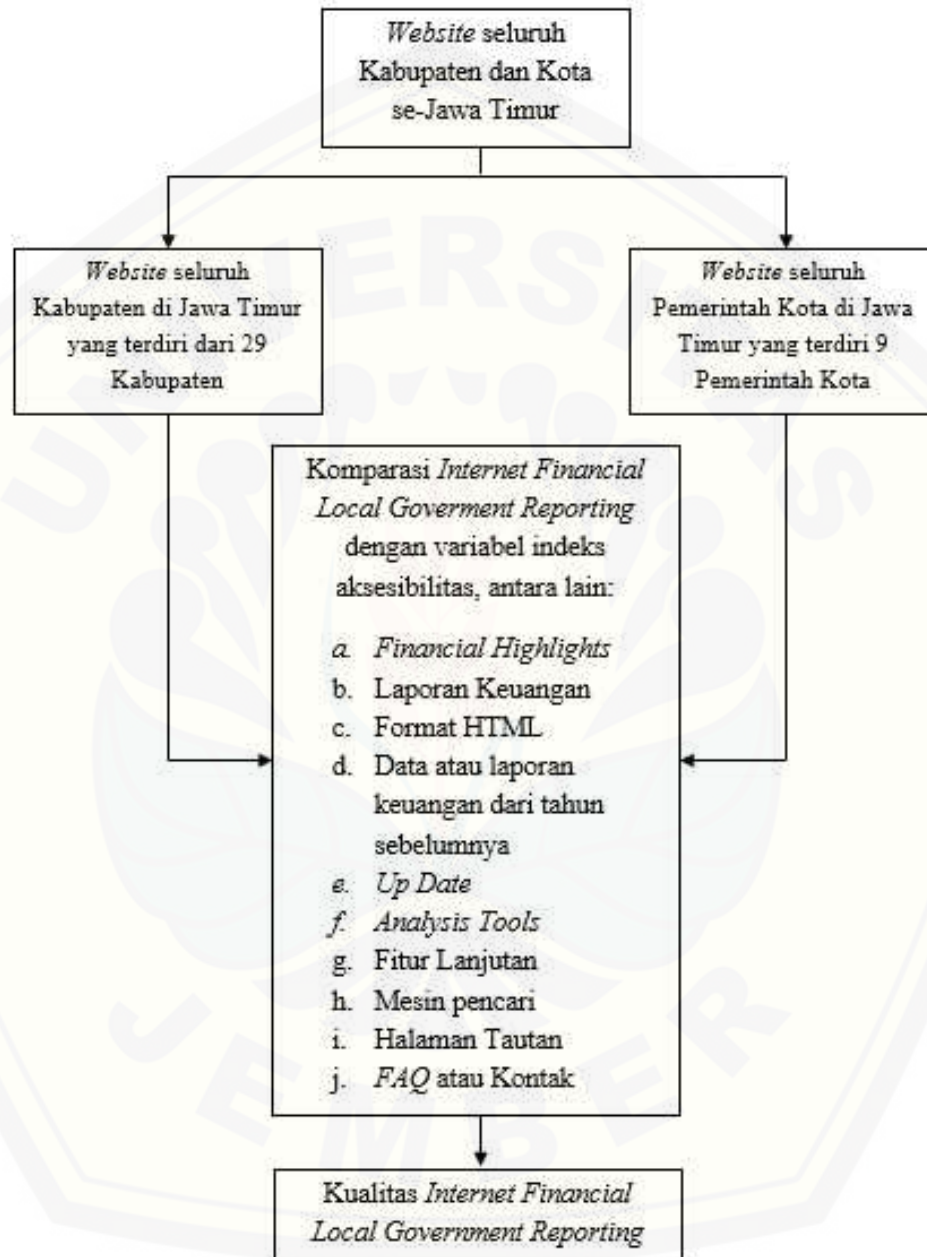 Website seluruh
Kabupaten dan Kota
se-Jawa Timur
Website seluruh
Kabupaten di Jawa Timur
yang terdiri dari 29
Kabupaten
Website seluruh
Pemerintah Kota di Jawa
Timur yang terdiri 9
Pemerintah Kota
Komparasi Internet Financial
Local Goverment Reporting
dengan variabel indeks
aksesibilitas, antara lain:
a. Financial Highlights
b. Laporan Keuangan
c. Format HTML
d. Data atau laporan
keuangan dari tahun
sebelumnya
e. Up Date
f. Analysis Tools
g. Fitur Lanjutan
h. Mesin pencari
i. Halaman Tautan
j. FAQ atau Kontak
Kualitas Internet Financial
Local Government Reporting
UNIVERSITAS
JEMBER